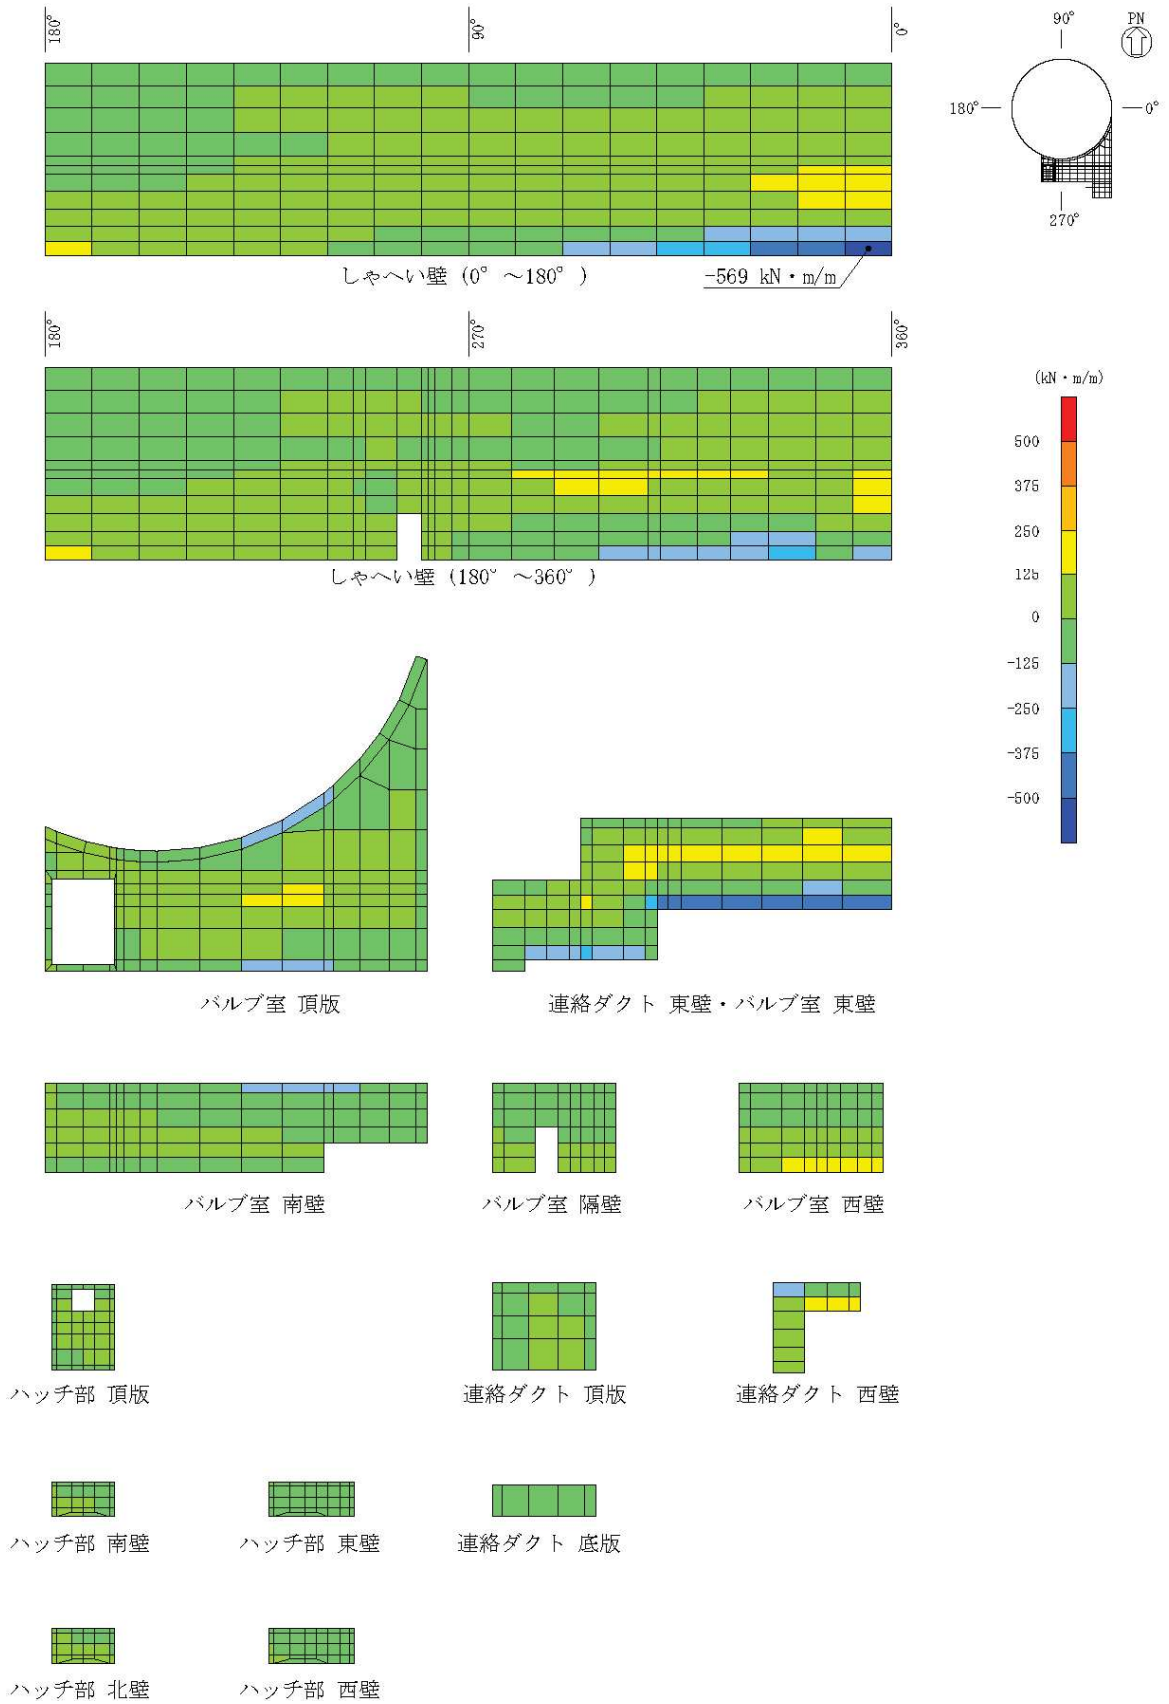 180°
90°
0°
90°
PN
180°
0°
270°
しゃへい壁 (0° ～180° )
-569 kN・m/m
180°
270°
360°
しゃへい壁 (180° ～360° )
(kN・m/m)
500
375
250
125
0
-125
-250
-375
-500
バルブ室 頂版
連絡ダクト 東壁・バルブ室 東壁
バルブ室 南壁
バルブ室 隔壁
バルブ室 西壁
ハッチ部 頂版
連絡ダクト 頂版
連絡ダクト 西壁
ハッチ部 南壁
ハッチ部 東壁
連絡ダクト 底版
ハッチ部 北壁
ハッチ部 西壁